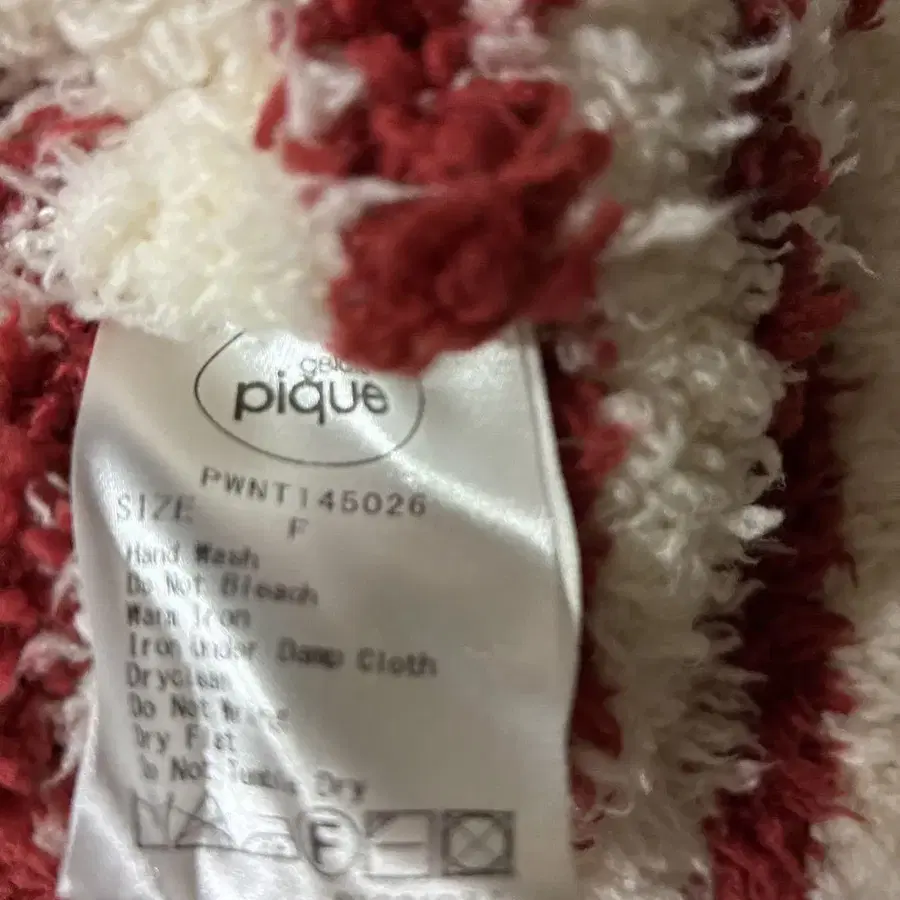 pique
PWNT145026
SIZE
F
Hand Wash
Do Not Bleach
Warm Iron
Iron Under Damp Cloth
Dryclean
Do Not Wring
Dry Flat
Do Not Tumble Dry
F